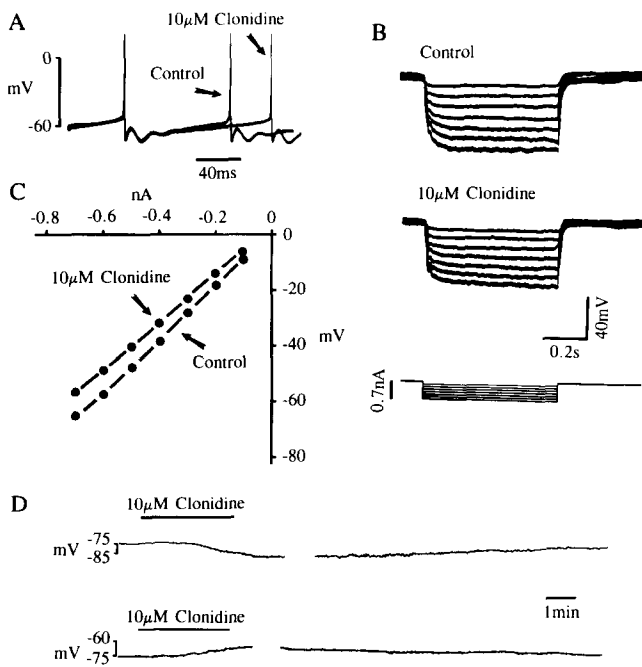 A
10μM Clonidine
0
mV
-60
Control
40ms
B
Control
10μM Clonidine
40mV
0.2s
0.7nA
C
nA
-0.8
-0.6
-0.4
-0.2
0
0
-20
-40
-60
-80
mV
10μM Clonidine
Control
D
10μM Clonidine
mV
-75
-85
1min
10μM Clonidine
mV
-60
-75